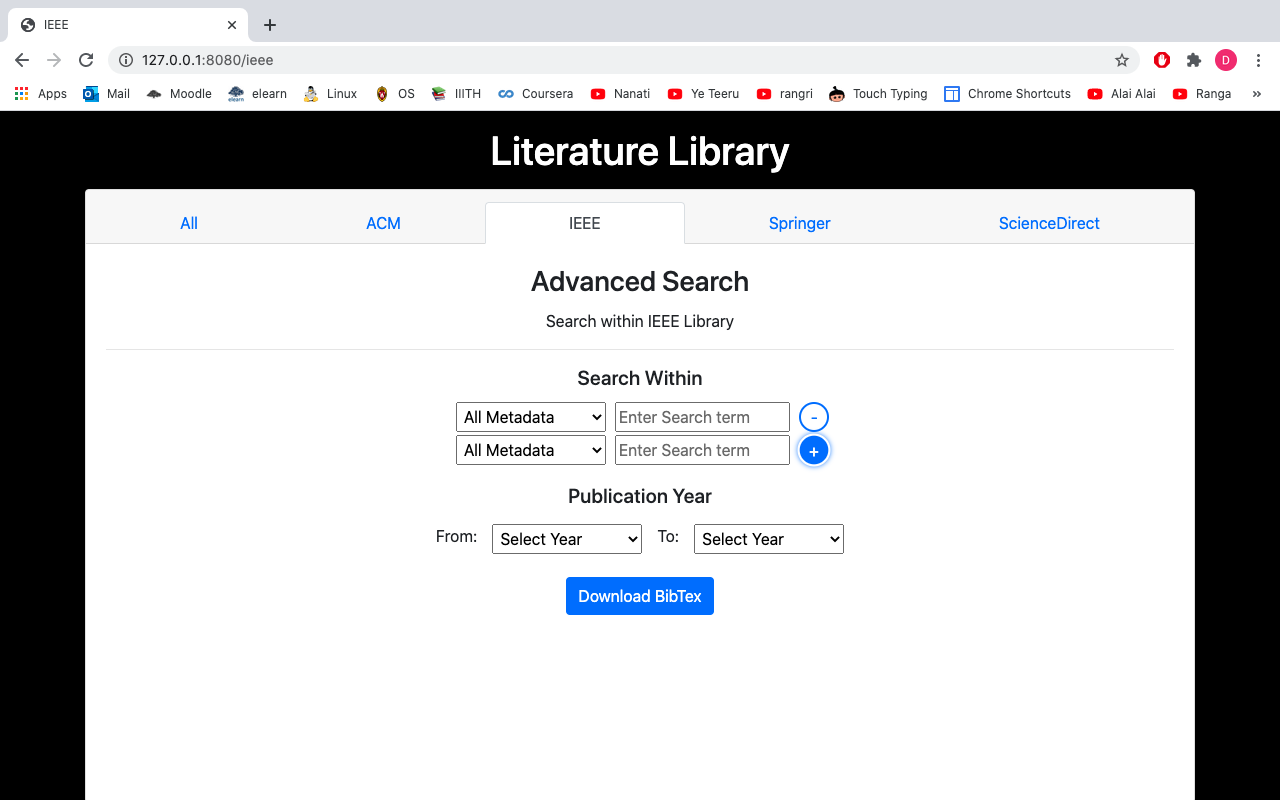 IEEE
127.0.0.1:8080/ieee
D
Apps Mail Moodle elearn Linux OS IIITH Coursera Nanati Ye Teeru rangri Touch Typing Chrome Shortcuts Alai Alai Ranga »
Literature Library
All ACM IEEE Springer ScienceDirect
Advanced Search
Search within IEEE Library
Search Within
All Metadata Enter Search term -
All Metadata Enter Search term +
Publication Year
From: Select Year To: Select Year
Download BibTex